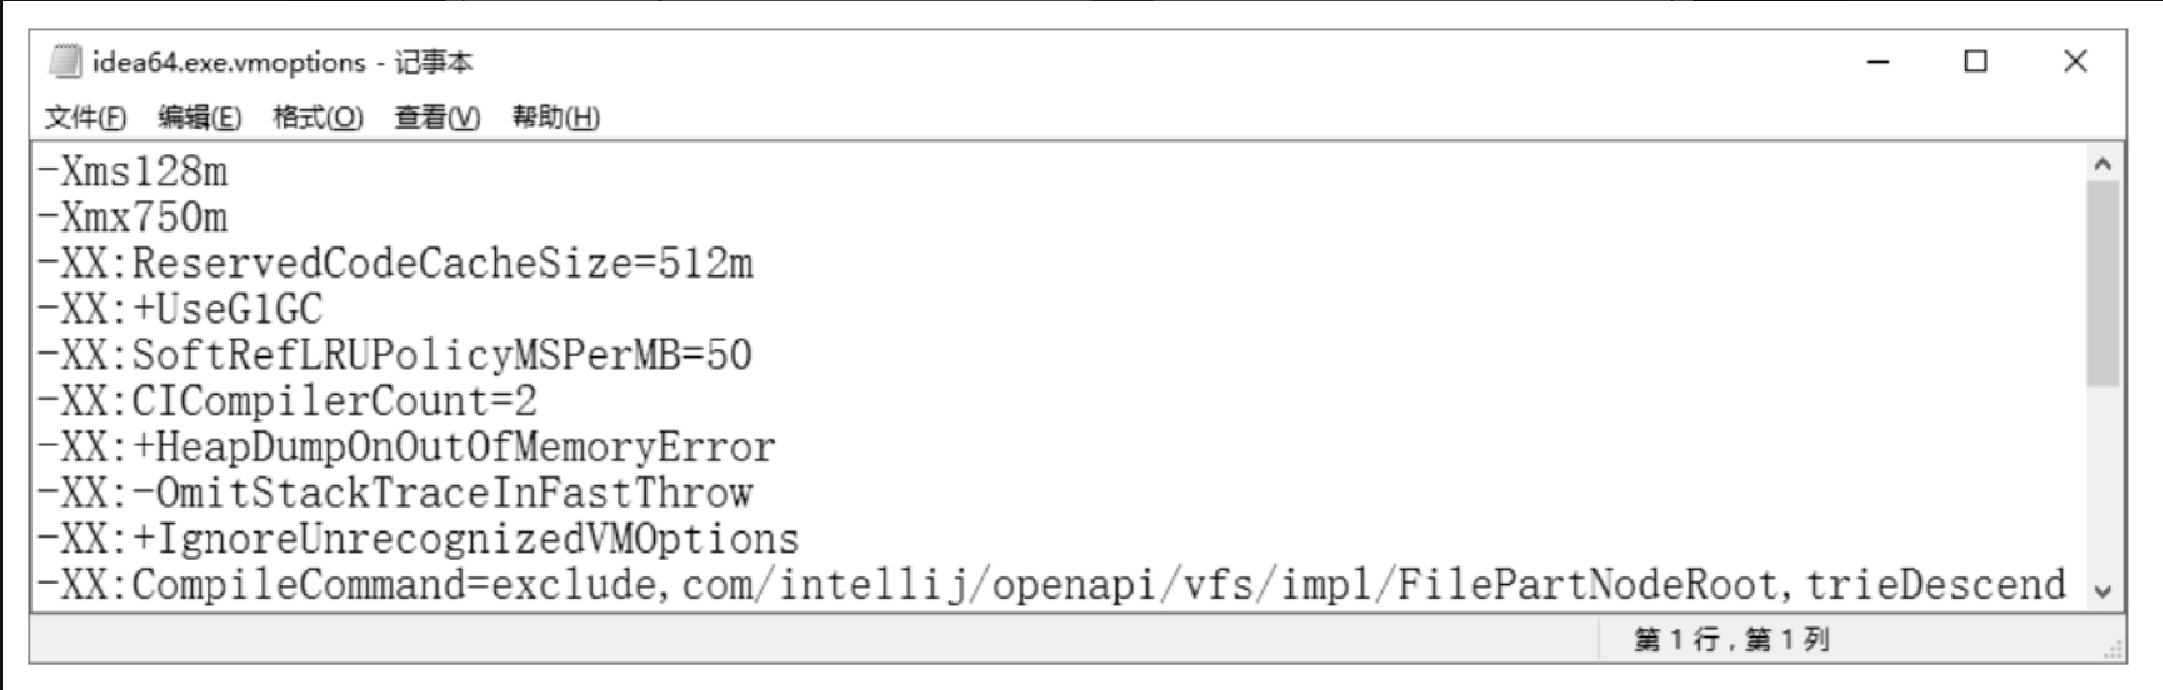 idea64.exe.vmoptions - 记事本
文件(F) 编辑(E) 格式(O) 查看(V) 帮助(H)
-Xms128m
-Xmx750m
-XX:ReservedCodeCacheSize=512m
-XX:+UseG1GC
-XX:SoftRefLRUPolicyMSPerMB=50
-XX:CICompilerCount=2
-XX:+HeapDumpOnOutOfMemoryError
-XX:-OmitStackTraceInFastThrow
-XX:+IgnoreUnrecognizedVMOptions
-XX:CompileCommand=exclude,com/intellij/openapi/vfs/impl/FilePartNodeRoot,trieDescend
第 1 行，第 1 列